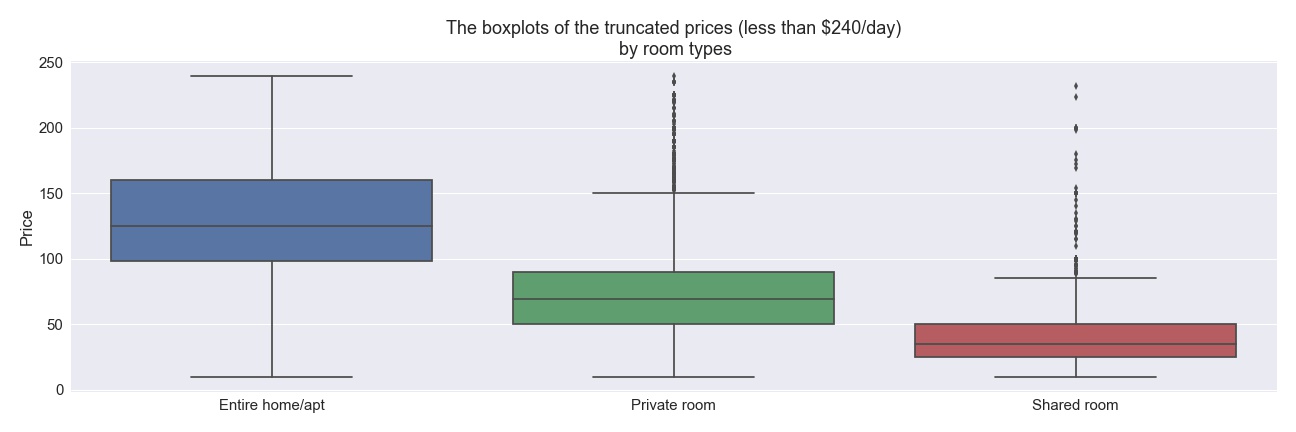 The boxplots of the truncated prices (less than $240/day)
by room types
250
200
150
100
50
0
Price
Entire home/apt
Private room
Shared room